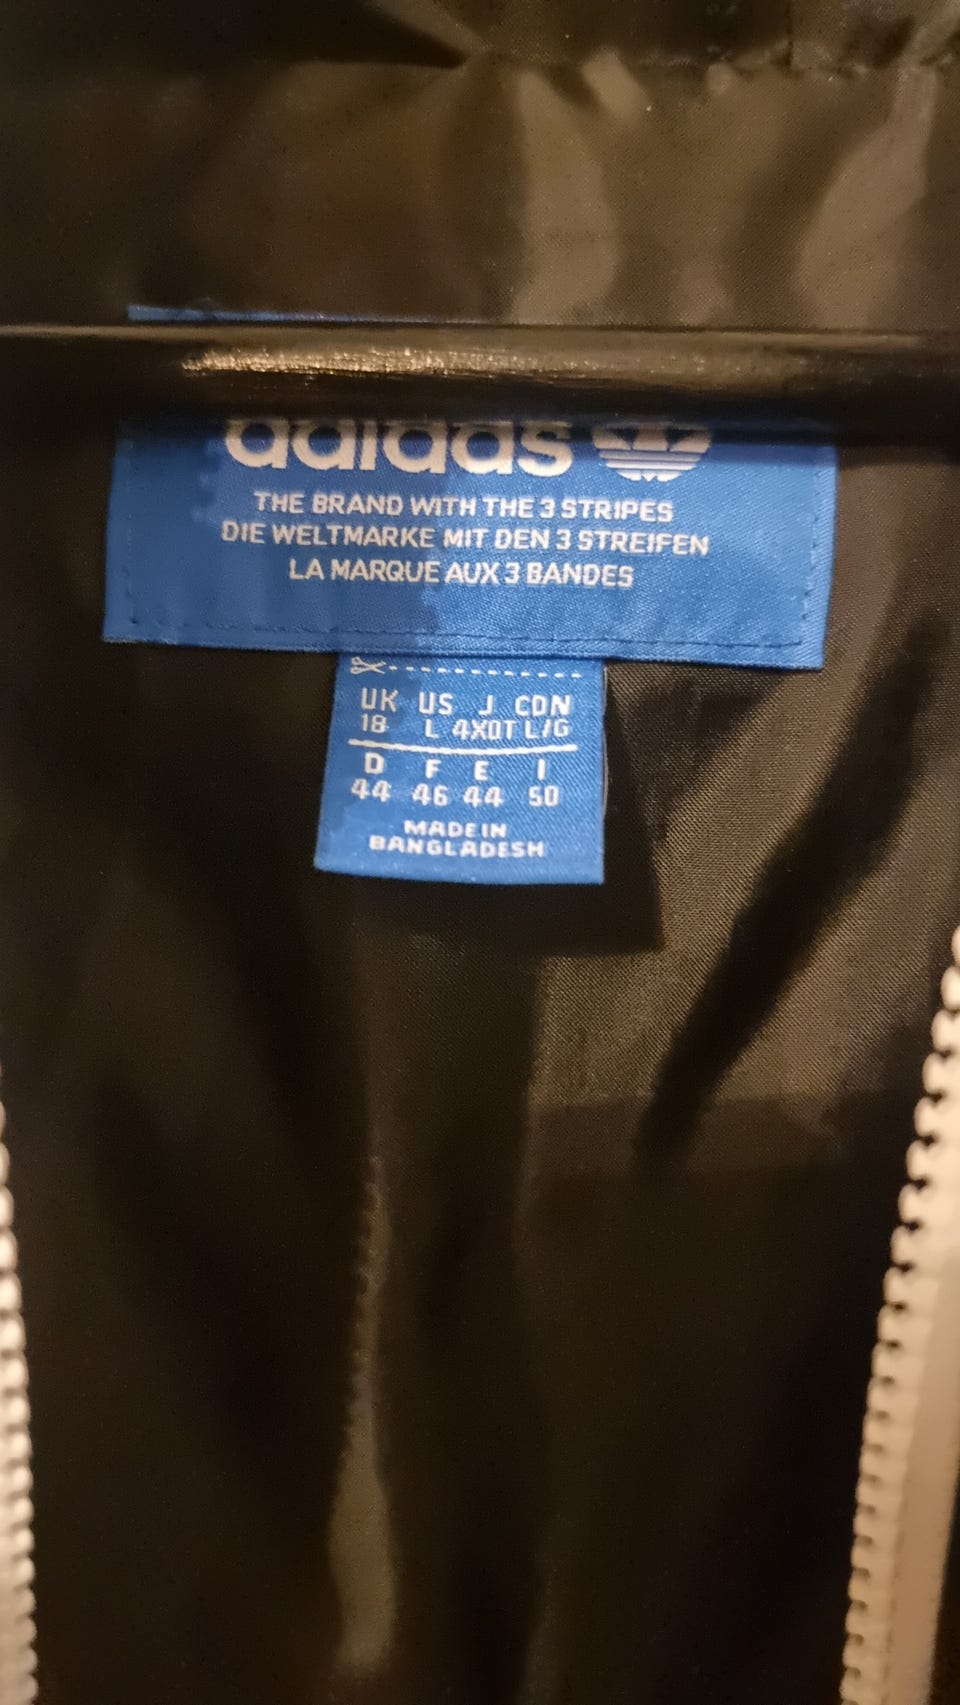 adidas
THE BRAND WITH THE 3 STRIPES
DIE WELTMARKE MIT DEN 3 STREIFEN
LA MARQUE AUX 3 BANDES
UK US J CDN
18 L 4XOT L/G
D F E I
44 46 44 50
MADE IN
BANGLADESH